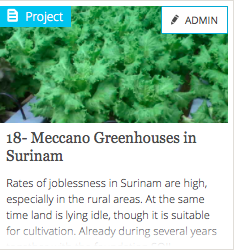 Project
ADMIN
18- Meccano Greenhouses in
Surinam
Rates of joblessness in Surinam are high,
especially in the rural areas. At the same
time land is lying idle, though it is suitable
for cultivation. Already during several years